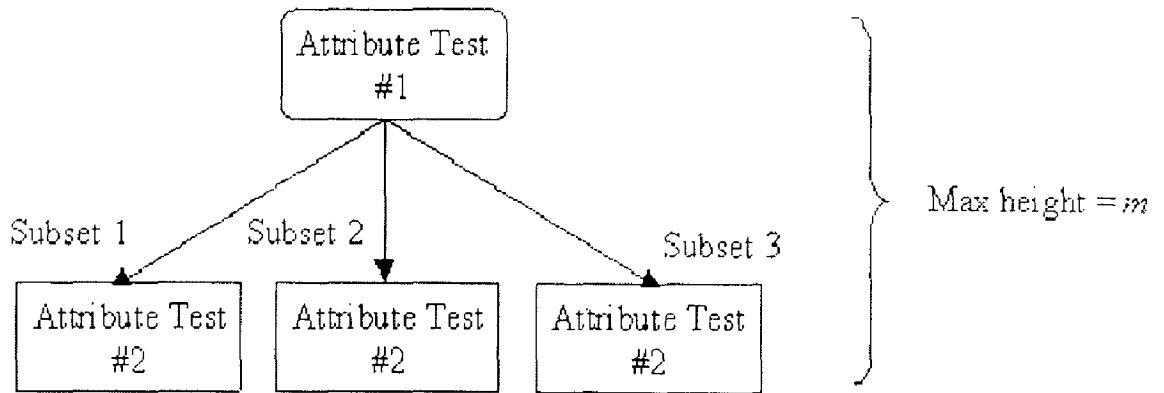 Attribute Test
#1
Max height = m
Subset 1
Subset 2
Subset 3
Attribute Test
#2
Attribute Test
#2
Attribute Test
#2